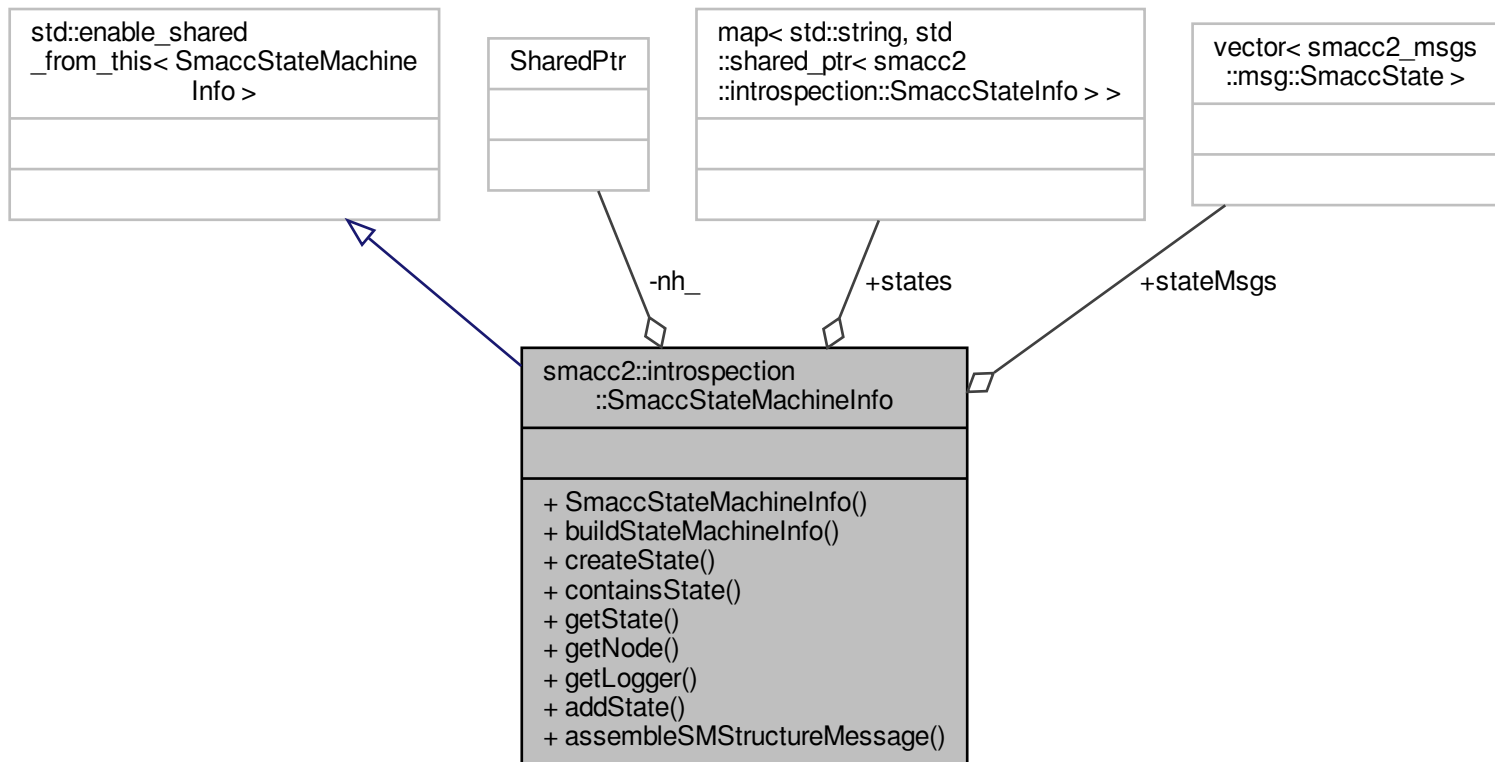 std::enable_shared
_from_this< SmaccStateMachine
Info >
SharedPtr
map< std::string, std
::shared_ptr< smacc2
::introspection::SmaccStateInfo > >
vector< smacc2_msgs
::msg::SmaccState >
-nh_
+states
+stateMsgs
smacc2::introspection
::SmaccStateMachineInfo
+ SmaccStateMachineInfo()
+ buildStateMachineInfo()
+ createState()
+ containsState()
+ getState()
+ getNode()
+ getLogger()
+ addState()
+ assembleSMStructureMessage()